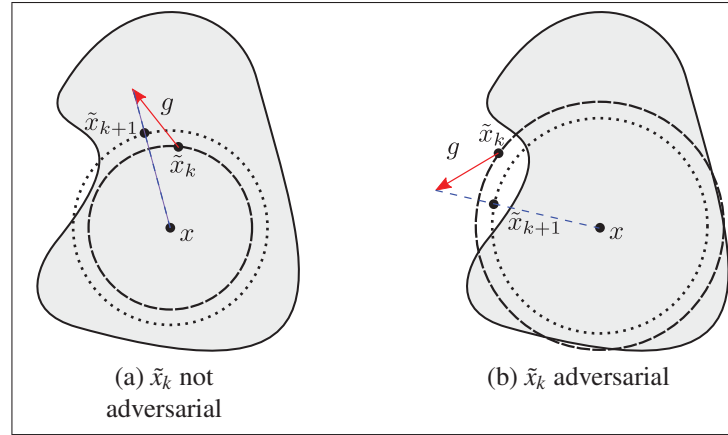 g
x̃ₖ₊₁
x̃ₖ
x
x̃ₖ
g
x̃ₖ₊₁
x
(a) x̃ₖ not
adversarial
(b) x̃ₖ adversarial